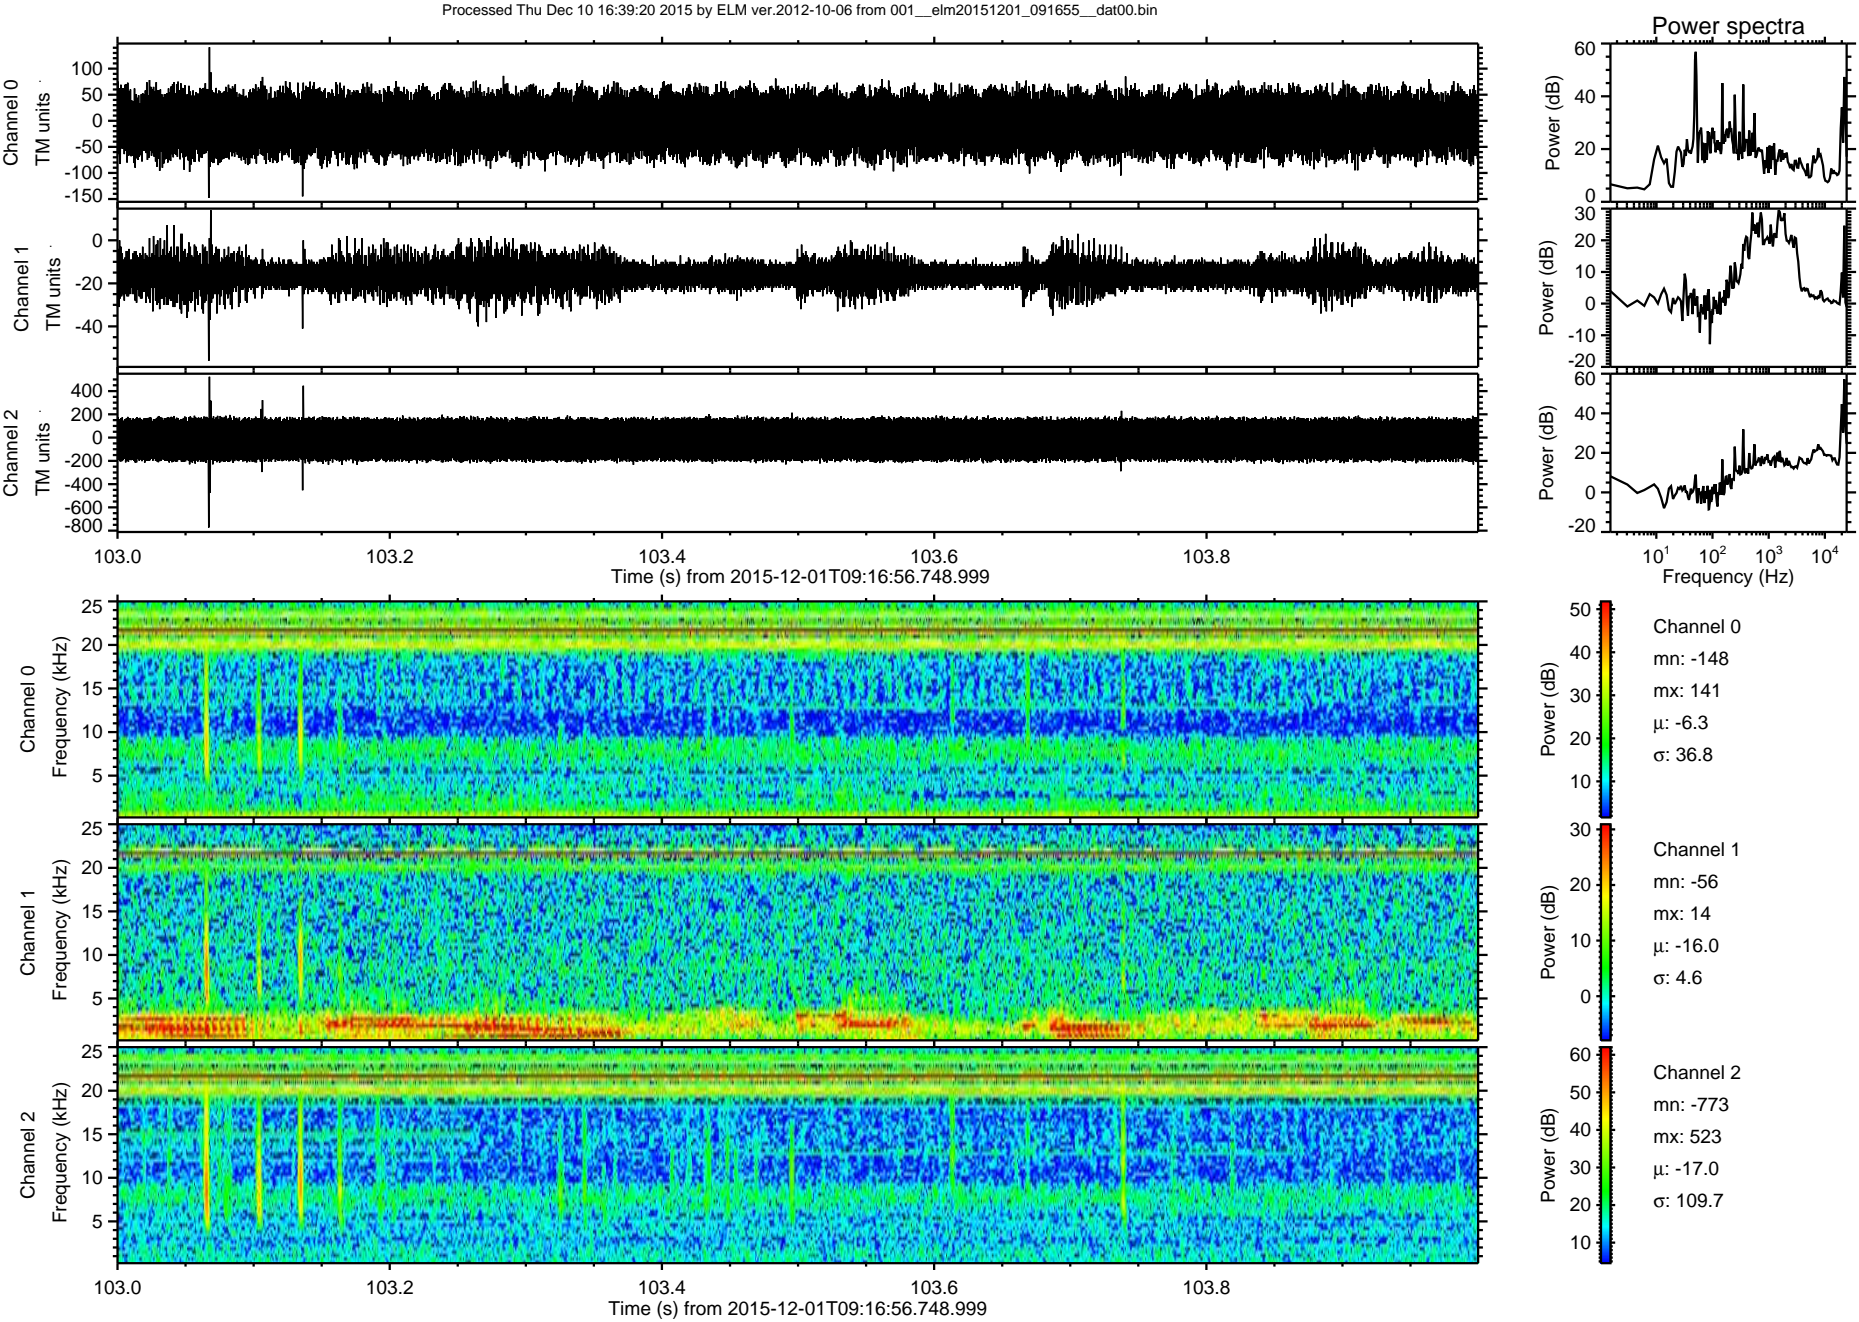 Processed Thu Dec 10 16:39:20 2015 by ELM ver.2012-10-06 from 001__elm20151201_091655__dat00.bin
Power spectra
Channel 0
TM units
100
50
0
-50
-100
-150
Power (dB)
60
40
20
0
Channel 1
TM units
0
-20
-40
Power (dB)
30
20
10
0
-10
-20
Channel 2
TM units
400
200
0
-200
-400
-600
-800
Power (dB)
60
40
20
0
-20
103.0 103.2 103.4 103.6 103.8
Time (s) from 2015-12-01T09:16:56.748.999
10¹ 10² 10³ 10⁴
Frequency (Hz)
Channel 0
Frequency (kHz)
25
20
15
10
5
Power (dB)
50
40
30
20
10
Channel 0
mn: -148
mx: 141
μ: -6.3
σ: 36.8
Channel 1
Frequency (kHz)
25
20
15
10
5
Power (dB)
30
20
10
0
Channel 1
mn: -56
mx: 14
μ: -16.0
σ: 4.6
Channel 2
Frequency (kHz)
25
20
15
10
5
Power (dB)
60
50
40
30
20
10
Channel 2
mn: -773
mx: 523
μ: -17.0
σ: 109.7
103.0 103.2 103.4 103.6 103.8
Time (s) from 2015-12-01T09:16:56.748.999